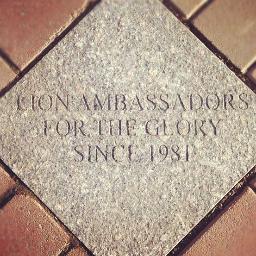 LION AMBASSADORS
FOR THE GLORY
SINCE 1981